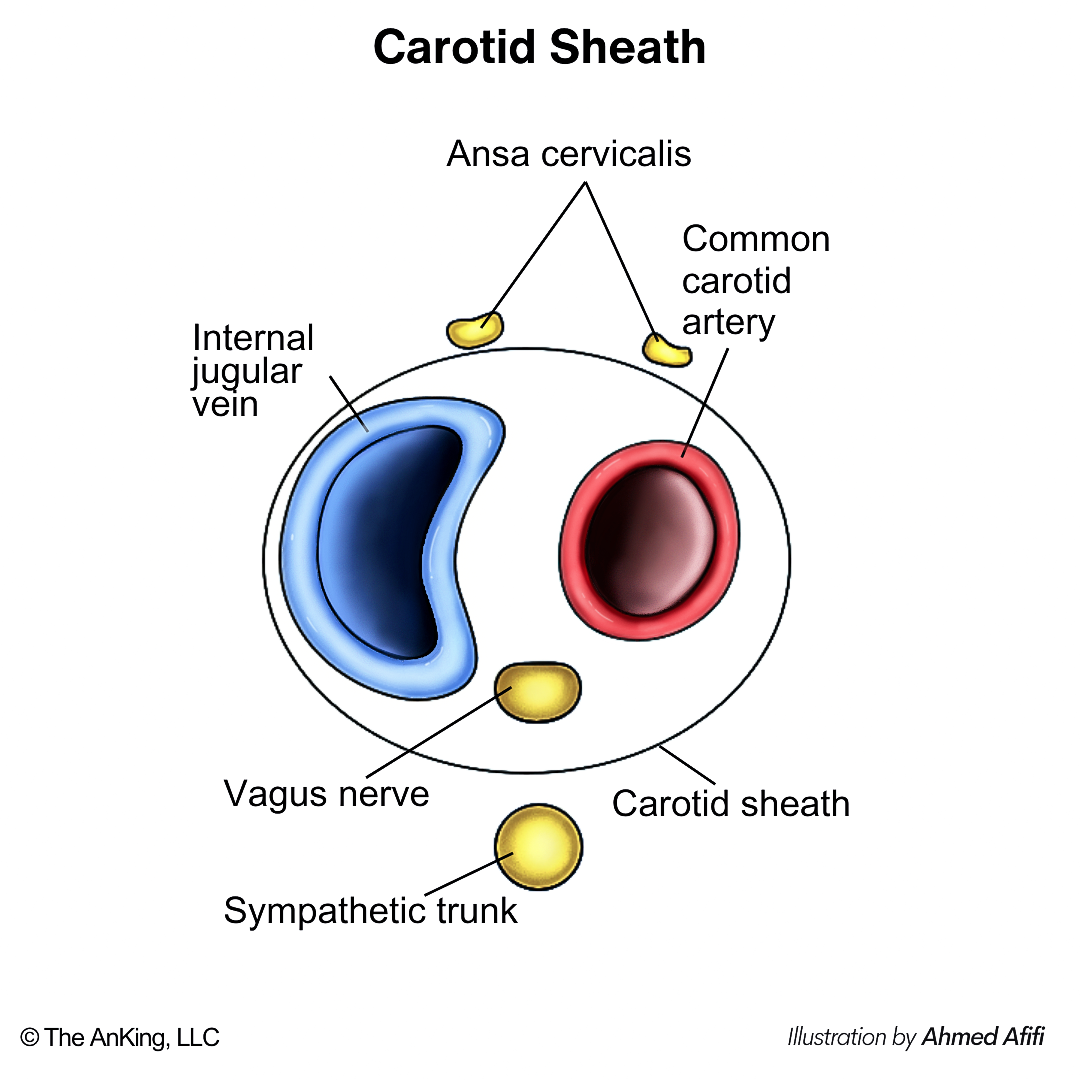 Carotid Sheath
Ansa cervicalis
Common
carotid
artery
Internal
jugular
vein
Vagus nerve
Carotid sheath
Sympathetic trunk
© The AnKing, LLC
Illustration by Ahmed Afifi